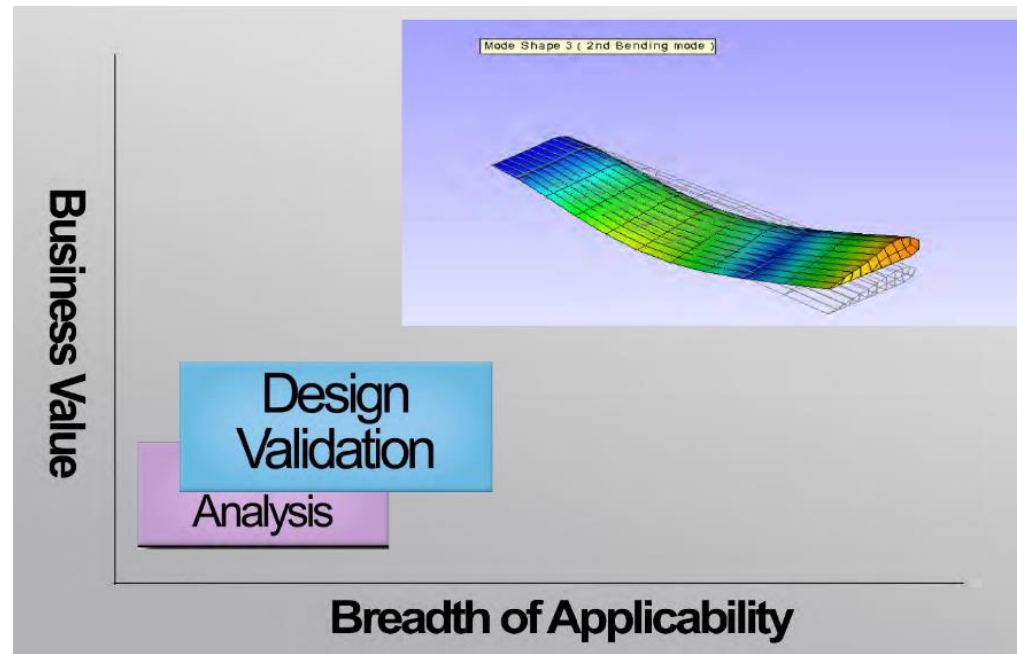 Mode Shape 3 ( 2nd Bending mode )
Business Value
Design
Validation
Analysis
Breadth of Applicability